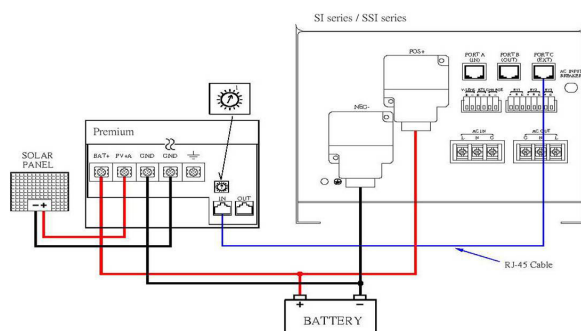 SI series / SSI series
POS+
PORT A
(IN)
PORT B
(OUT)
PORT C
(EXT)
AC INPUT
BREAKER
NEG-
AC IN
AC OUT
Premium
BAT+
PV+A
GND
GND
IN
OUT
SOLAR
PANEL
- +
RJ-45 Cable
+
-
BATTERY